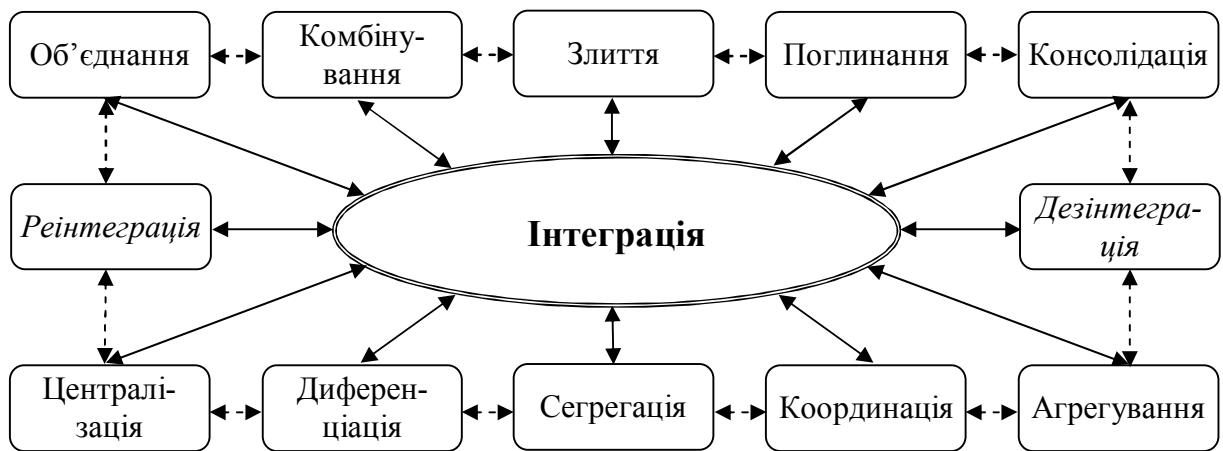 Об’єднання
Комбіну-
вання
Злиття
Поглинання
Консолідація
Реінтеграція
Інтеграція
Дезінтегра-
ція
Централі-
зація
Диферен-
ціація
Сегрегація
Координація
Агрегування